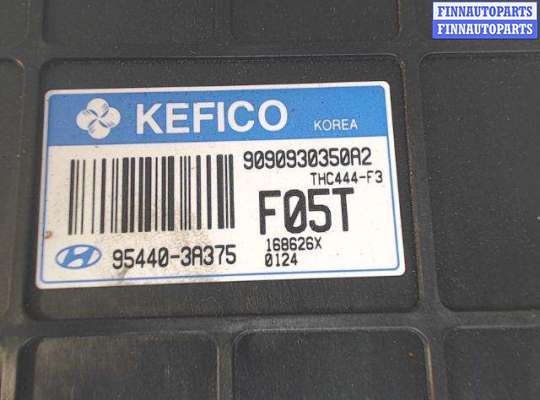 FINNAUTOPARTS
FINNAUTOPARTS
KEFICO KOREA
9090930350A2
THC444-F3
F05T
168626X
95440-3A375
0124